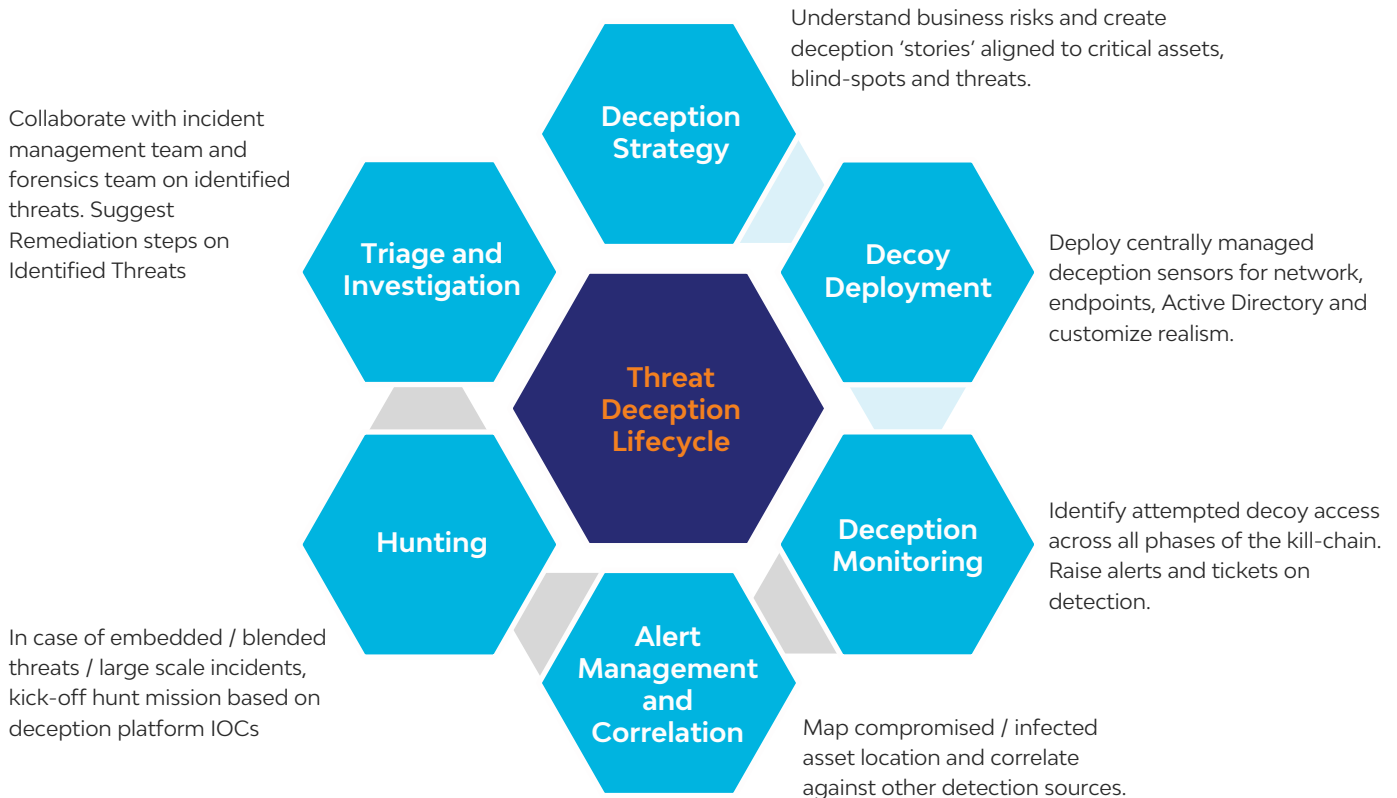 Understand business risks and create
deception ‘stories’ aligned to critical assets,
blind-spots and threats.
Deception
Strategy
Collaborate with incident
management team and
forensics team on identified
threats. Suggest
Remediation steps on
Identified Threats
Triage and
Investigation
Decoy
Deployment
Deploy centrally managed
deception sensors for network,
endpoints, Active Directory and
customize realism.
Threat
Deception
Lifecycle
Hunting
Deception
Monitoring
Identify attempted decoy access
across all phases of the kill-chain.
Raise alerts and tickets on
detection.
In case of embedded / blended
threats / large scale incidents,
kick-off hunt mission based on
deception platform IOCs
Alert
Management
and
Correlation
Map compromised / infected
asset location and correlate
against other detection sources.